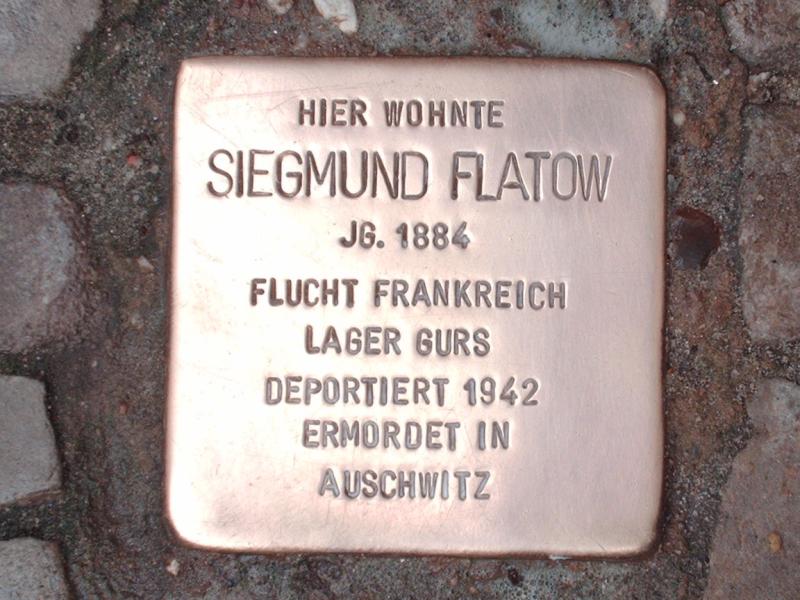 HIER WOHNTE
SIEGMUND FLATOW
JG. 1884
FLUCHT FRANKREICH
LAGER GURS
DEPORTIERT 1942
ERMORDET IN
AUSCHWITZ